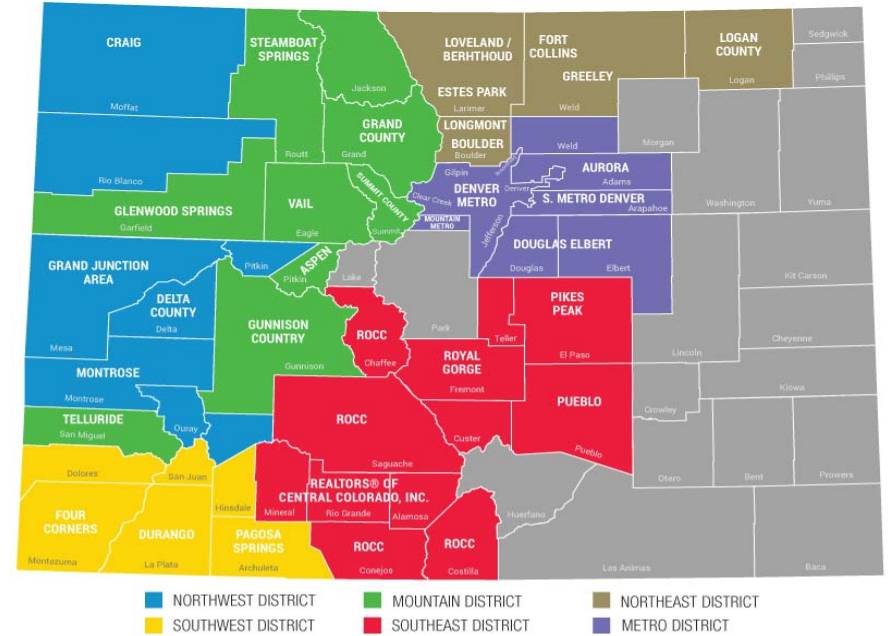 CRAIG
Moffat
STEAMBOAT
SPRINGS
Routt
Jackson
LOVELAND /
BERHTHOUD
ESTES PARK
Larimer
FORT
COLLINS
GREELEY
Weld
LOGAN
COUNTY
Logan
Sedgwick
Phillips
Rio Blanco
GRAND
COUNTY
Grand
LONGMONT
BOULDER
Boulder
Weld
Morgan
Washington
Yuma
GLENWOOD SPRINGS
Garfield
VAIL
Eagle
SUMMIT COUNTY
Summit
Gilpin
Clear Creek
DENVER
METRO
Denver
MOUNTAIN
METRO
Jefferson
AURORA
Adams
S. METRO DENVER
Arapahoe
GRAND JUNCTION
AREA
Mesa
DELTA
COUNTY
Delta
Pitkin
ASPEN
Pitkin
Lake
Park
DOUGLAS ELBERT
Douglas
Elbert
Kit Carson
GUNNISON
COUNTRY
Gunnison
ROCC
Chaffee
Teller
PIKES
PEAK
El Paso
Lincoln
Cheyenne
MONTROSE
Montrose
Ouray
ROYAL
GORGE
Fremont
Kiowa
TELLURIDE
San Miguel
ROCC
Saguache
Custer
PUEBLO
Pueblo
Crowley
Otero
Bent
Prowers
Dolores
San Juan
Hinsdale
Mineral
REALTORS® OF
CENTRAL COLORADO, INC.
Rio Grande
Alamosa
Huerfano
FOUR
CORNERS
Montezuma
DURANGO
La Plata
PAGOSA
SPRINGS
Archuleta
ROCC
Conejos
ROCC
Costilla
Las Animas
Baca
NORTHWEST DISTRICT
MOUNTAIN DISTRICT
NORTHEAST DISTRICT
SOUTHWEST DISTRICT
SOUTHEAST DISTRICT
METRO DISTRICT